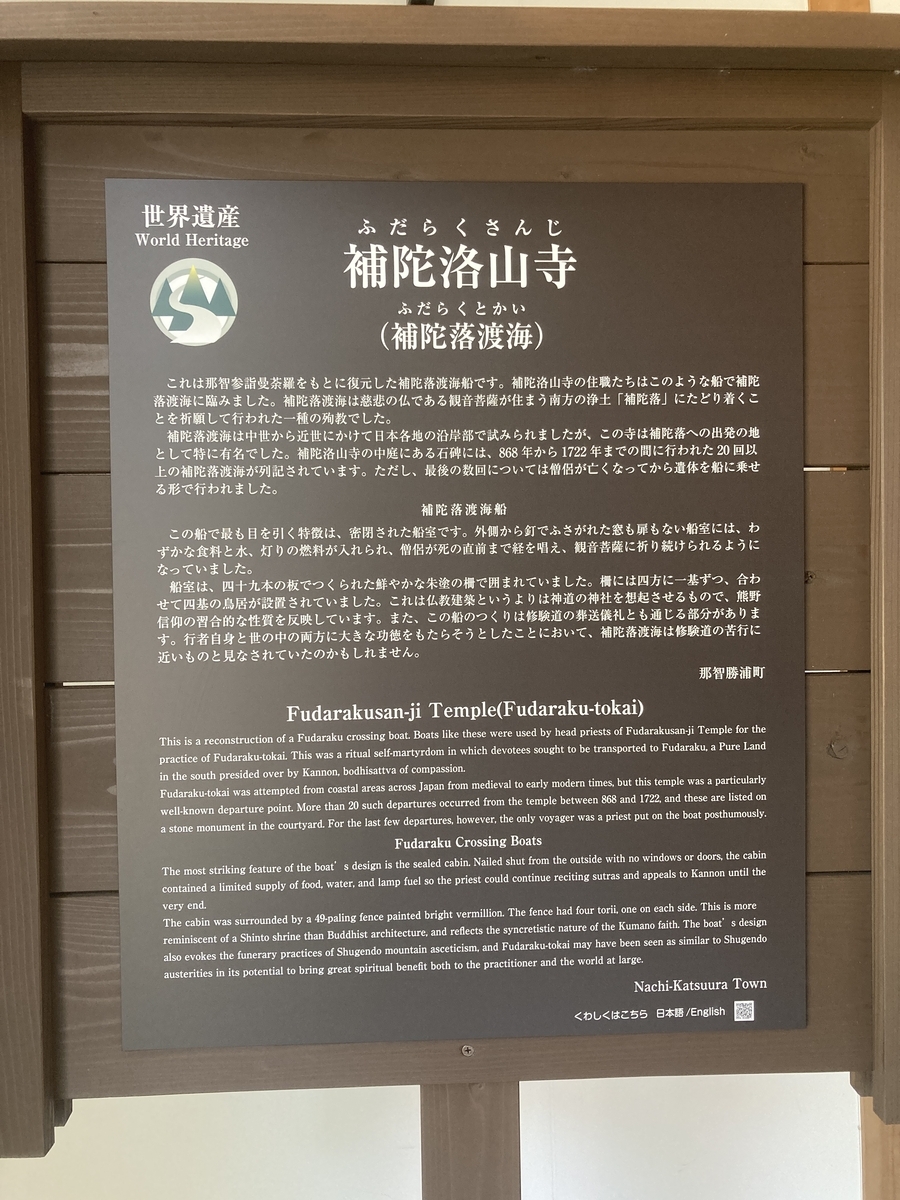 世界遺産
World Heritage
ふだらくさんじ
補陀洛山寺
ふだらくとかい
（補陀落渡海）
これは那智参詣曼荼羅をもとに復元した補陀落渡海船です。補陀洛山寺の住職たちはこのような船で補陀
落渡海に臨みました。補陀落渡海は慈悲の仏である観音菩薩が住まう南方の浄土「補陀落」にたどり着くこ
とを祈願して行われた一種の殉教でした。
補陀落渡海は中世から近世にかけて日本各地の沿岸部で試みられましたが、この寺は補陀落への出発の地
として特に有名でした。補陀洛山寺の中庭にある石碑には、868 年から 1722 年までの間に行われた 20 回以
上の補陀落渡海が列記されています。ただし、最後の数回については僧侶が亡くなってから遺体を船に乗せ
る形で行われました。
補陀落渡海船
この船で最も目を引く特徴は、密閉された船室です。外側から釘でふさがれた窓も扉もない船室には、わ
ずかな食料と水、灯りの燃料が入れられ、僧侶が死の直前まで経を唱え、観音菩薩に祈り続けられるように
なっていました。
船室は、四十九本の板でつくられた鮮やかな朱塗の柵で囲まれていました。柵には四方に一基ずつ、合わ
せて四基の鳥居が設置されていました。これは仏教建築というよりは神道の神社を想起させるもので、熊野
信仰の習合的な性質を反映しています。また、この船のつくりは修験道の葬送儀礼とも通じる部分がありま
す。行者自身と世の中の両方に大きな功徳をもたらそうとしたことにおいて、補陀落渡海は修験道の苦行に
近いものと見なされていたのかもしれません。
那智勝浦町
Fudarakusan-ji Temple(Fudaraku-tokai)
This is a reconstruction of a Fudaraku crossing boat. Boats like these were used by head priests of Fudarakusan-ji Temple for the
practice of Fudaraku-tokai. This was a ritual self-martyrdom in which devotees sought to be transported to Fudaraku, a Pure Land
in the south presided over by Kannon, bodhisattva of compassion.
Fudaraku-tokai was attempted from coastal areas across Japan from medieval to early modern times, but this temple was a particularly
well-known departure point. More than 20 such departures occurred from the temple between 868 and 1722, and these are listed on
a stone monument in the courtyard. For the last few departures, however, the only voyager was a priest put on the boat posthumously.
Fudaraku Crossing Boats
The most striking feature of the boat’s design is the sealed cabin. Nailed shut from the outside with no windows or doors, the cabin
contained a limited supply of food, water, and lamp fuel so the priest could continue reciting sutras and appeals to Kannon until the
very end.
The cabin was surrounded by a 49-paling fence painted bright vermillion. The fence had four torii, one on each side. This is more
reminiscent of a Shinto shrine than Buddhist architecture, and reflects the syncretistic nature of the Kumano faith. The boat’s design
also evokes the funerary practices of Shugendo mountain asceticism, and Fudaraku-tokai may have been seen as similar to Shugendo
austerities in its potential to bring great spiritual benefit both to the practitioner and the world at large.
Nachi-Katsuura Town
くわしくはこちら 日本語/English